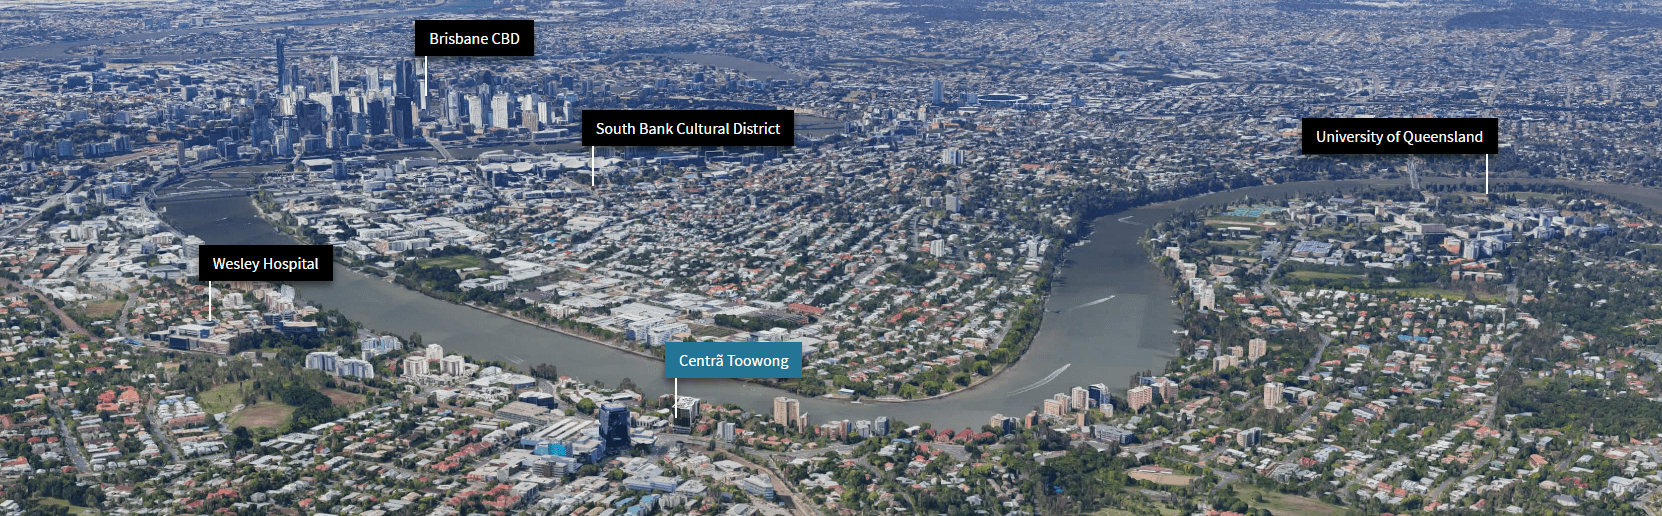 Brisbane CBD
South Bank Cultural District
University of Queensland
Wesley Hospital
Centrã Toowong